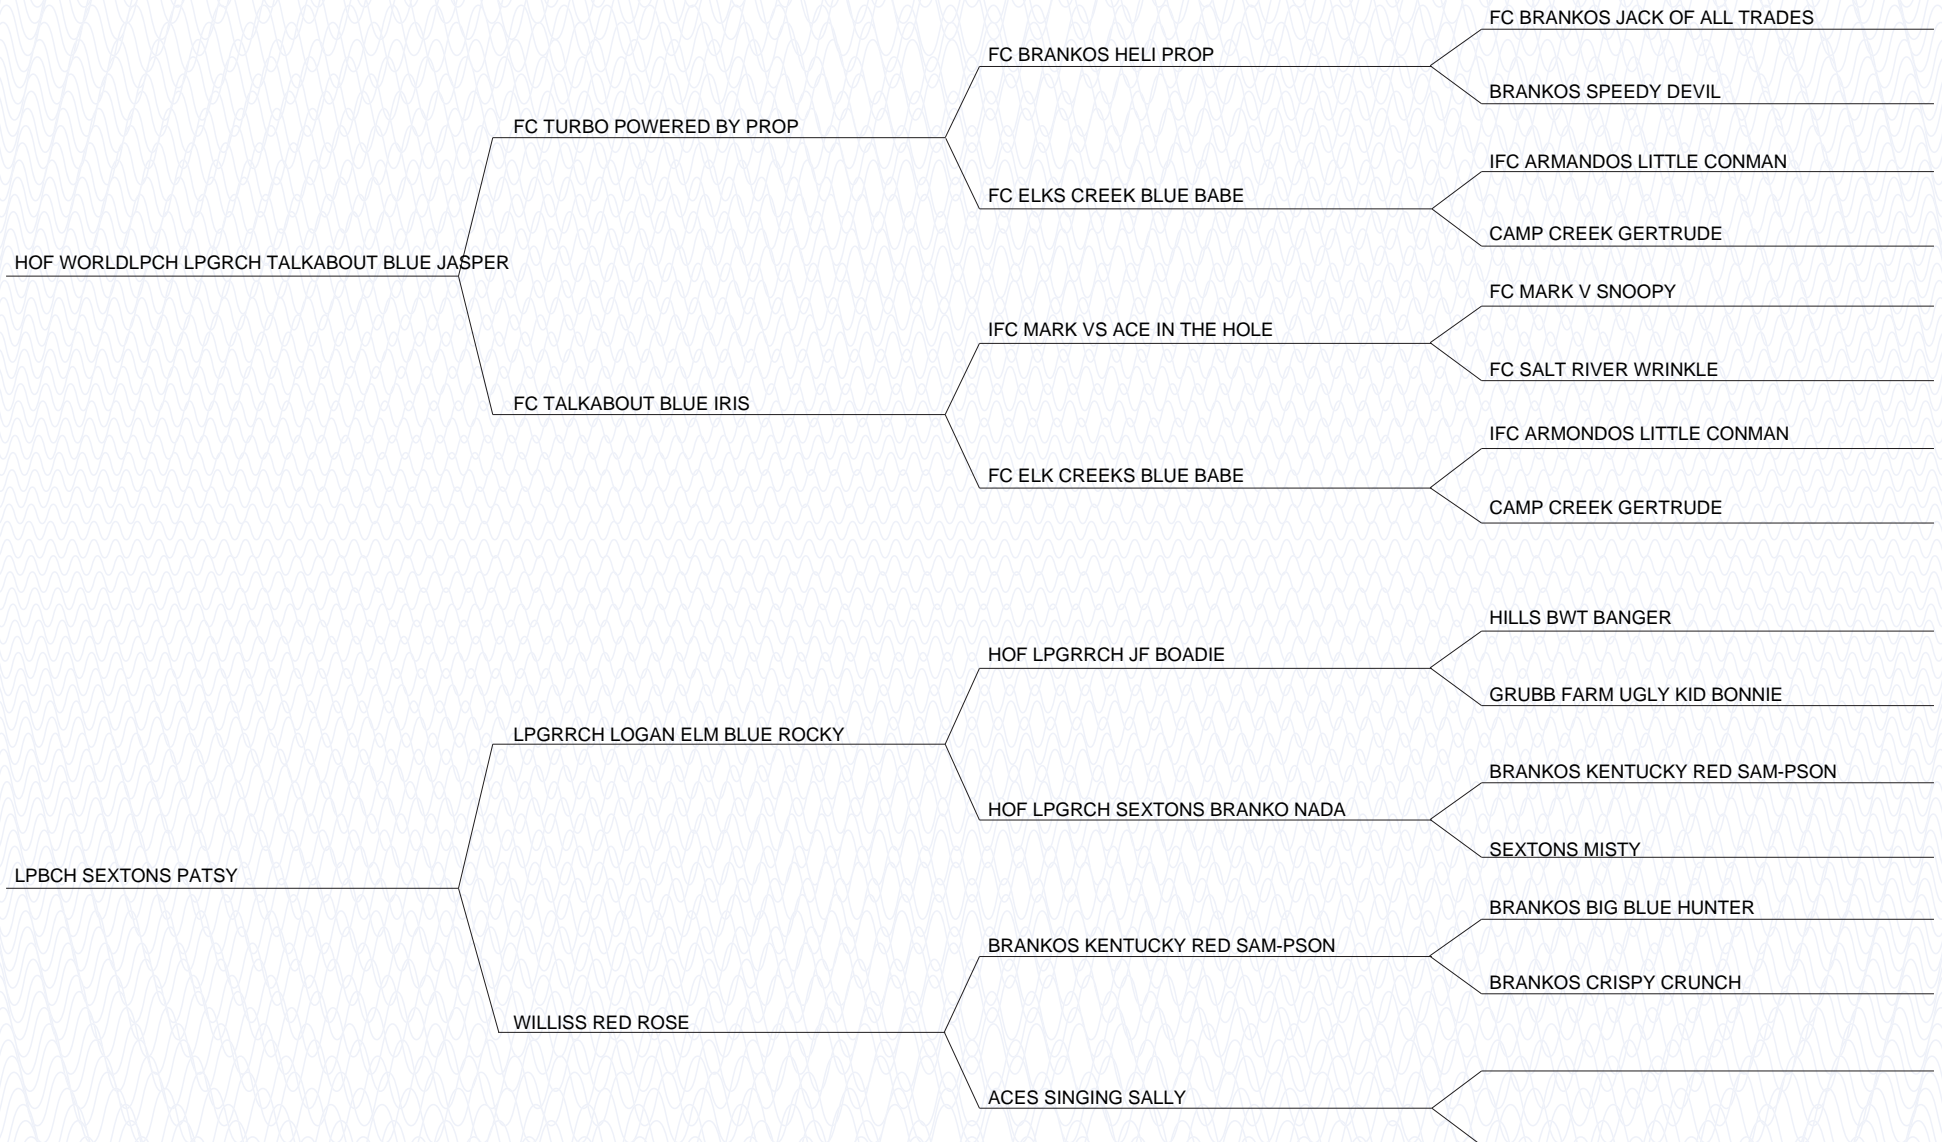 FC BRANKOS JACK OF ALL TRADES
FC BRANKOS HELI PROP
BRANKOS SPEEDY DEVIL
FC TURBO POWERED BY PROP
IFC ARMANDOS LITTLE CONMAN
FC ELKS CREEK BLUE BABE
CAMP CREEK GERTRUDE
HOF WORLDLPCH LPGRCH TALKABOUT BLUE JASPER
FC MARK V SNOOPY
IFC MARK VS ACE IN THE HOLE
FC SALT RIVER WRINKLE
FC TALKABOUT BLUE IRIS
IFC ARMONDOS LITTLE CONMAN
FC ELK CREEKS BLUE BABE
CAMP CREEK GERTRUDE
HILLS BWT BANGER
HOF LPGRRCH JF BOADIE
GRUBB FARM UGLY KID BONNIE
LPGRRCH LOGAN ELM BLUE ROCKY
BRANKOS KENTUCKY RED SAM-PSON
HOF LPGRCH SEXTONS BRANKO NADA
SEXTONS MISTY
LPBCH SEXTONS PATSY
BRANKOS BIG BLUE HUNTER
BRANKOS KENTUCKY RED SAM-PSON
BRANKOS CRISPY CRUNCH
WILLISS RED ROSE
ACES SINGING SALLY